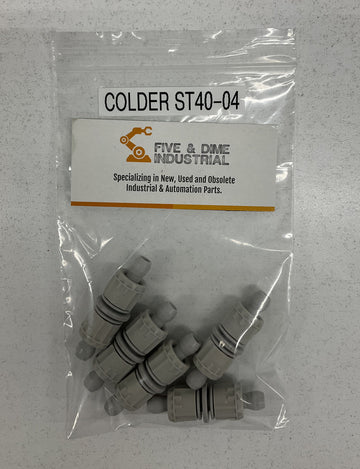 COLDER ST40-04
FIVE & DIME
INDUSTRIAL
Specializing in New, Used and Obsolete
Industrial & Automation Parts.